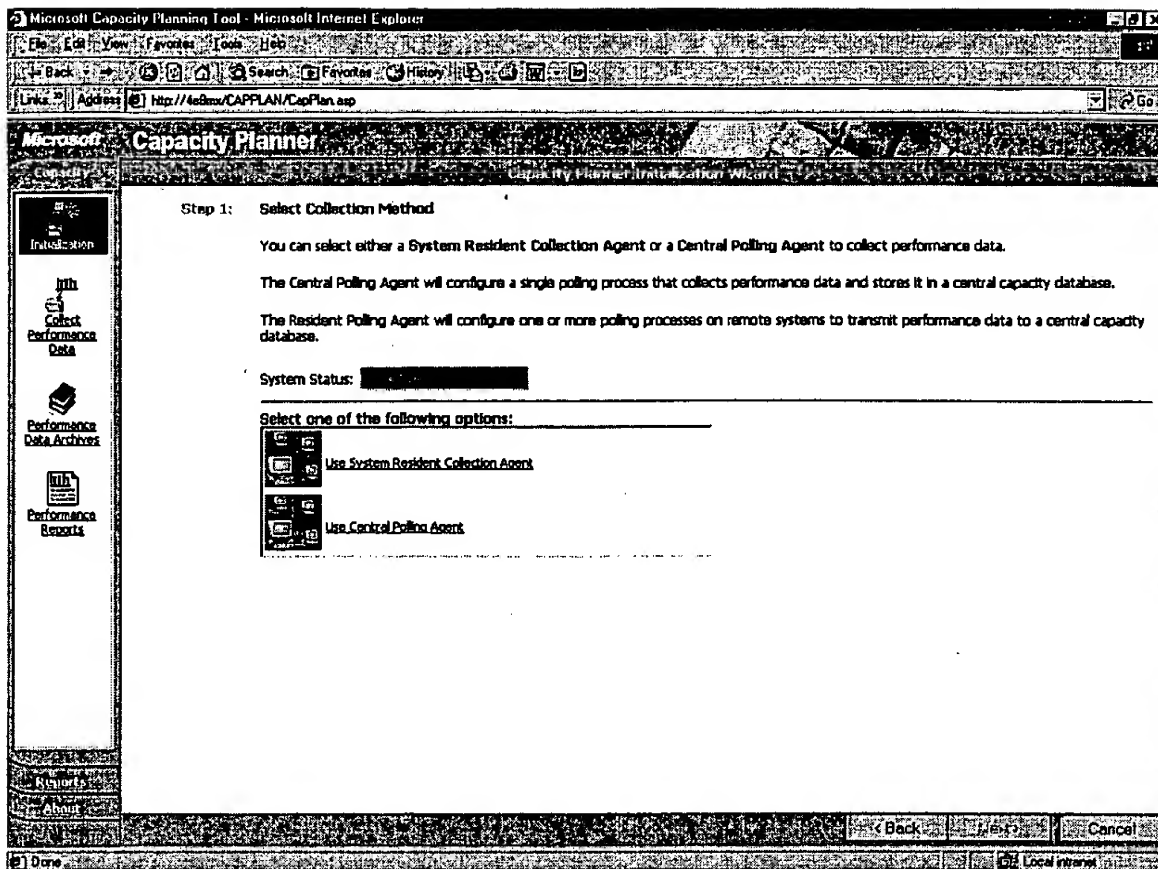 Microsoft Capacity Planning Tool - Microsoft Internet Explorer
File Edit View Favorites Tools Help
Back Search Favorites History
Links » Address http://4e8mx/CAPPLAN/CapPlan.asp Go
Microsoft Capacity Planner
Capacity Capacity Planner Initialization Wizard
Initialization
Collect
Performance
Data
Performance
Data Archives
Performance
Reports
Reports
About
Step 1: Select Collection Method
You can select either a System Resident Collection Agent or a Central Polling Agent to collect performance data.
The Central Polling Agent will configure a single polling process that collects performance data and stores it in a central capacity database.
The Resident Polling Agent will configure one or more polling processes on remote systems to transmit performance data to a central capacity
database.
System Status:
Select one of the following options:
Use System Resident Collection Agent
Use Central Polling Agent
< Back Cancel
Done Local intranet